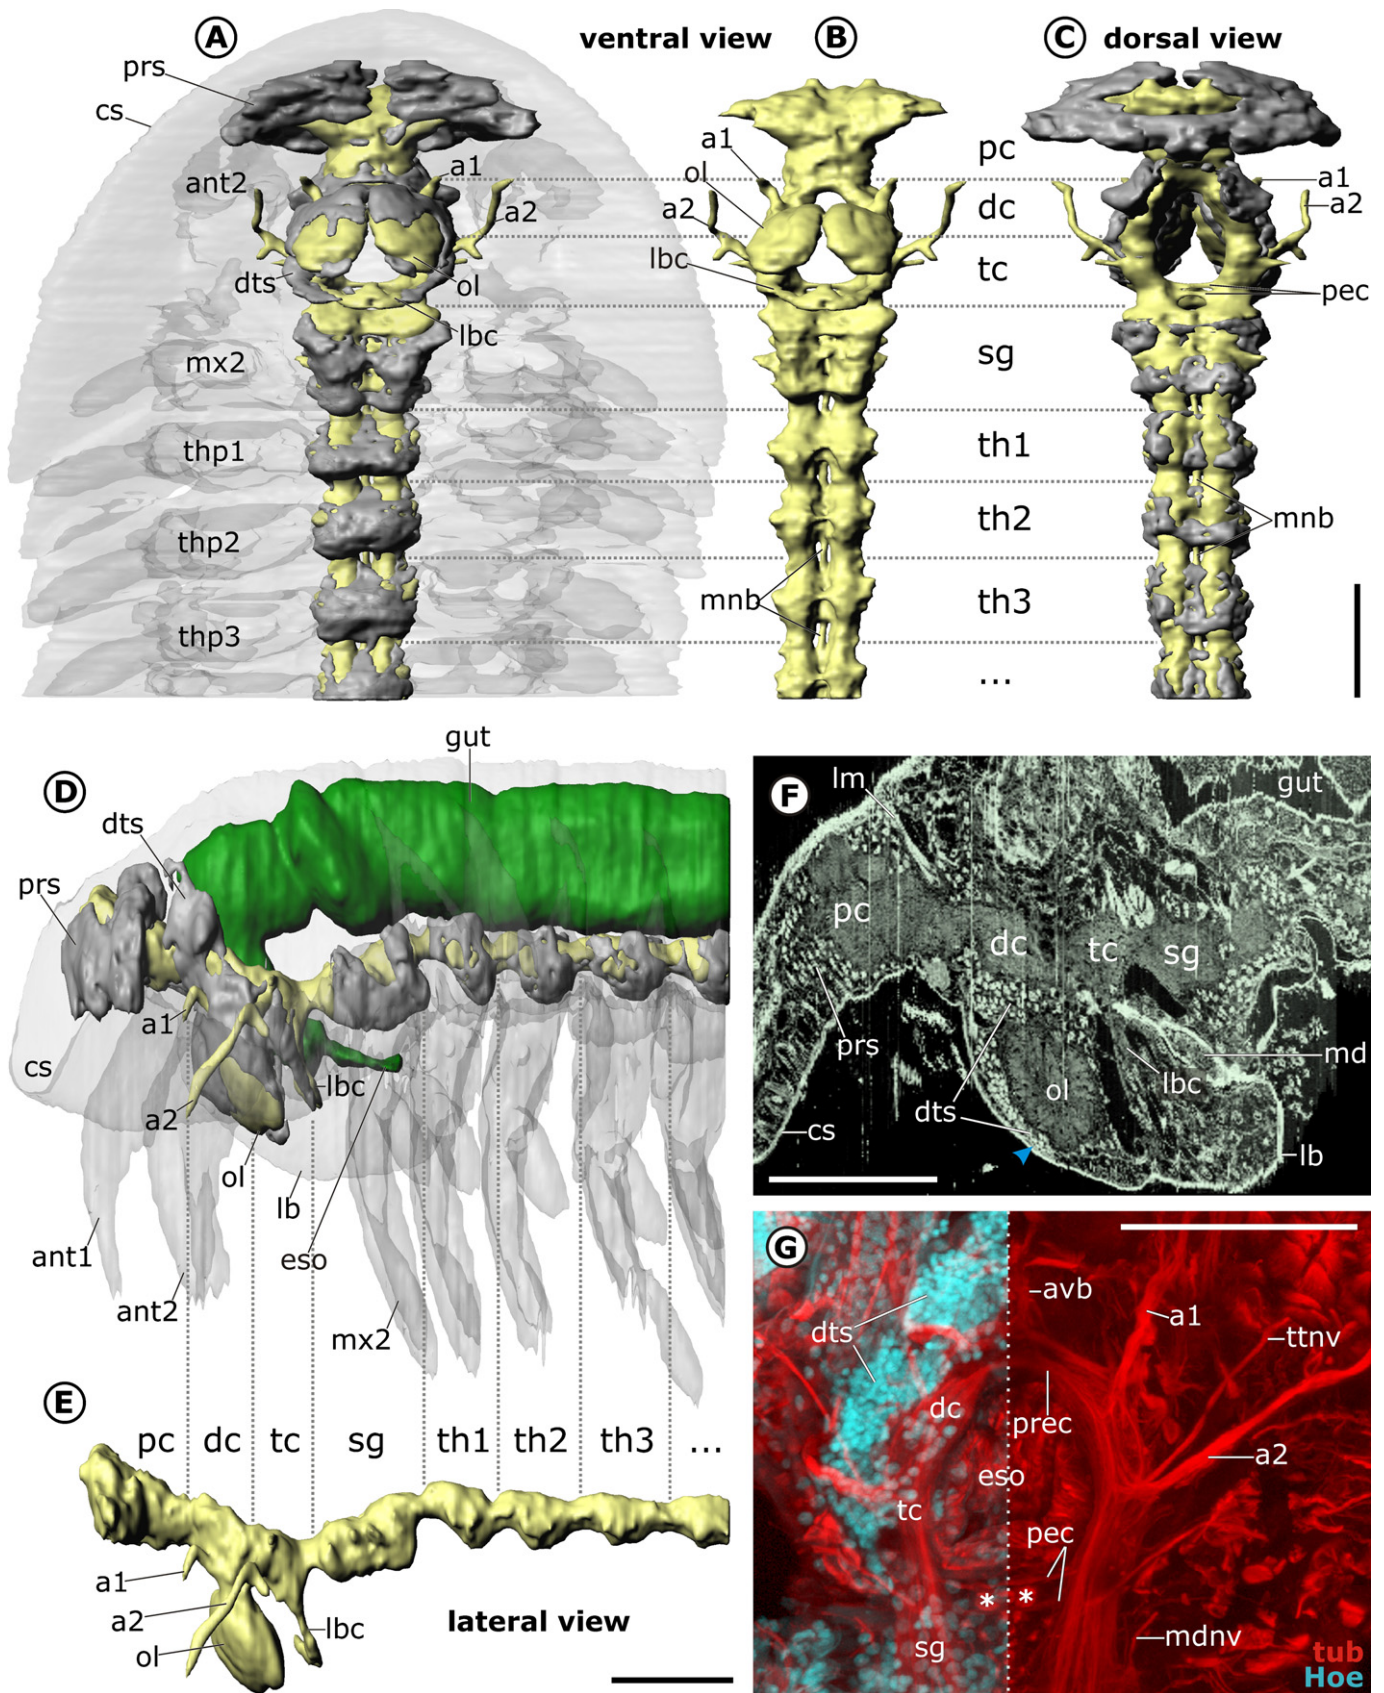 A
ventral view
B
C
dorsal view
prs
cs
ant2
a1
a2
dts
ol
lbc
mx2
thp1
thp2
thp3
a1
ol
a2
lbc
mnb
pc
dc
tc
sg
th1
th2
th3
...
a1
a2
pec
mnb
D
gut
dts
prs
a1
cs
a2
lbc
ol
lb
eso
ant1
ant2
mx2
E
pc dc tc sg th1 th2 th3 ...
a1
a2
ol
lbc
lateral view
F
lm
gut
pc
dc
tc
sg
prs
md
ol
lbc
dts
cs
lb
G
avb
a1
dts
ttnv
dc
prec
a2
eso
tc
pec
* *
sg
mdnv
tub
Hoe